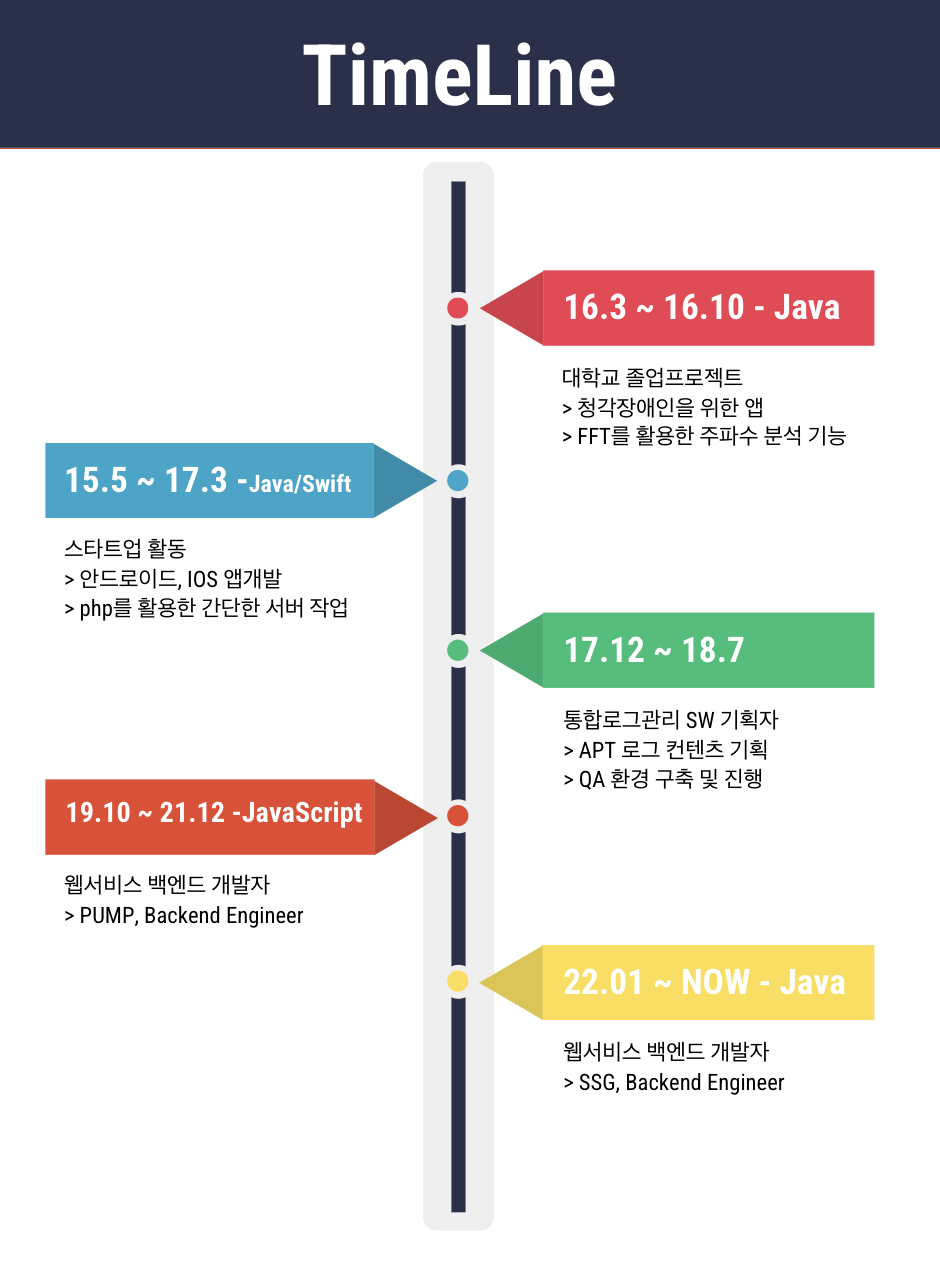 TimeLine
16.3 ~ 16.10 - Java
대학교 졸업프로젝트
> 청각장애인을 위한 앱
> FFT를 활용한 주파수 분석 기능
15.5 ~ 17.3 -Java/Swift
스타트업 활동
> 안드로이드, IOS 앱개발
> php를 활용한 간단한 서버 작업
17.12 ~ 18.7
통합로그관리 SW 기획자
> APT 로그 컨텐츠 기획
> QA 환경 구축 및 진행
19.10 ~ 21.12 -JavaScript
웹서비스 백엔드 개발자
> PUMP, Backend Engineer
22.01 ~ NOW - Java
웹서비스 백엔드 개발자
> SSG, Backend Engineer